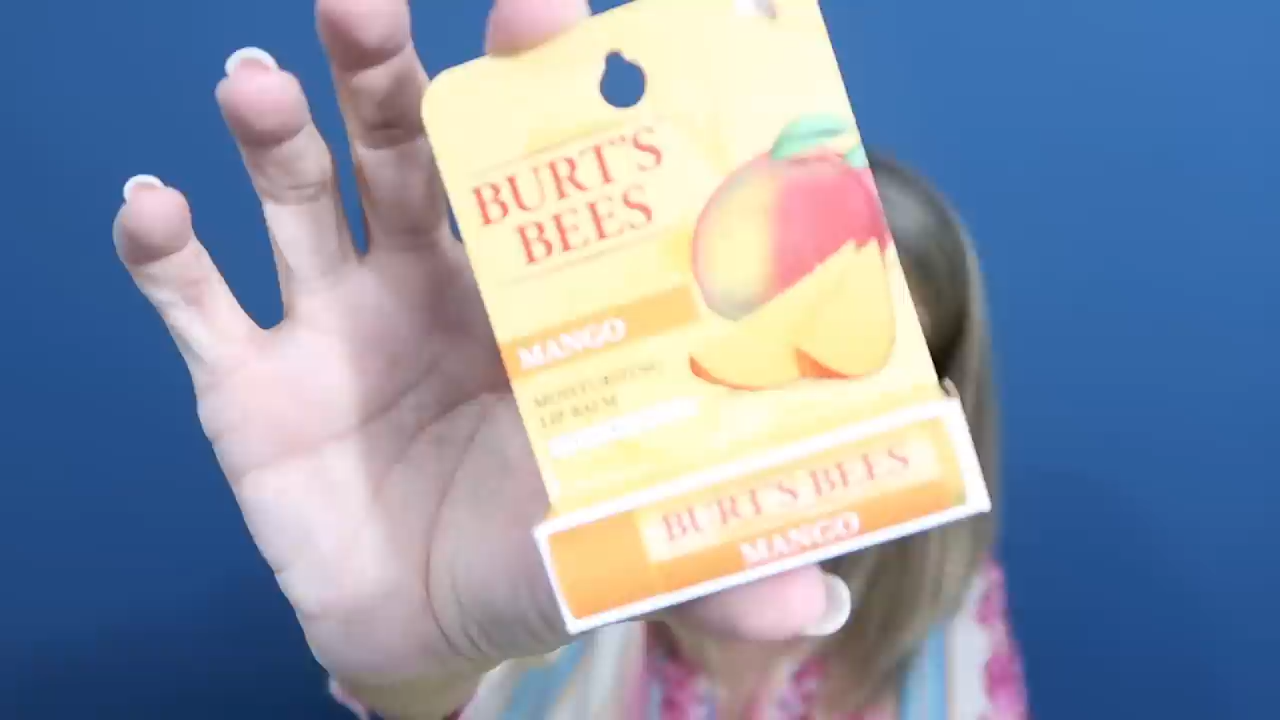 BURT'S
BEES
MANGO
MOISTURIZING
LIP BALM
BURT'S BEES
MANGO